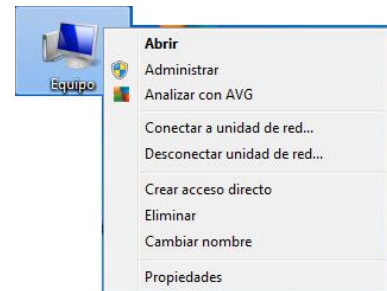 Equipo
Abrir
Administrar
Analizar con AVG
Conectar a unidad de red...
Desconectar unidad de red...
Crear acceso directo
Eliminar
Cambiar nombre
Propiedades